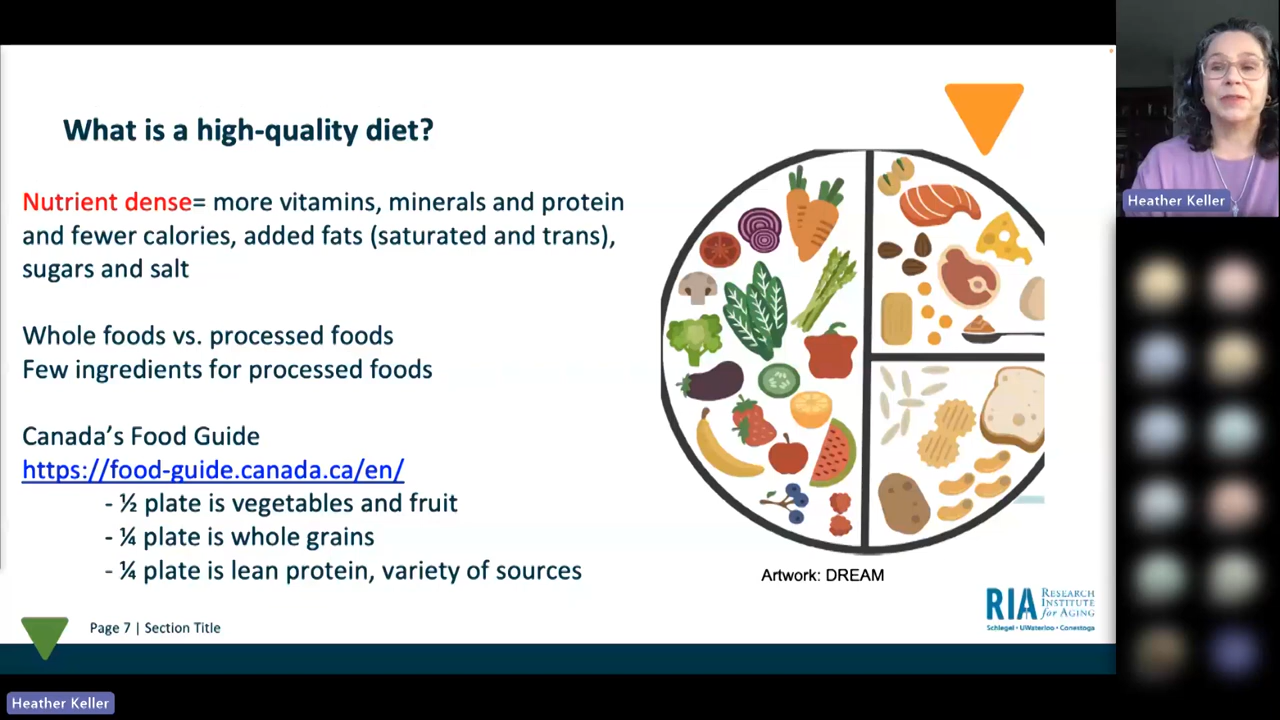 What is a high-quality diet?
Nutrient dense= more vitamins, minerals and protein
and fewer calories, added fats (saturated and trans),
sugars and salt
Whole foods vs. processed foods
Few ingredients for processed foods
Canada’s Food Guide
https://food-guide.canada.ca/en/
- ½ plate is vegetables and fruit
- ¼ plate is whole grains
- ¼ plate is lean protein, variety of sources
Artwork: DREAM
RIA RESEARCH
INSTITUTE
for AGING
Schlegel • UWaterloo • Conestoga
Page 7 | Section Title
Heather Keller
Heather Keller